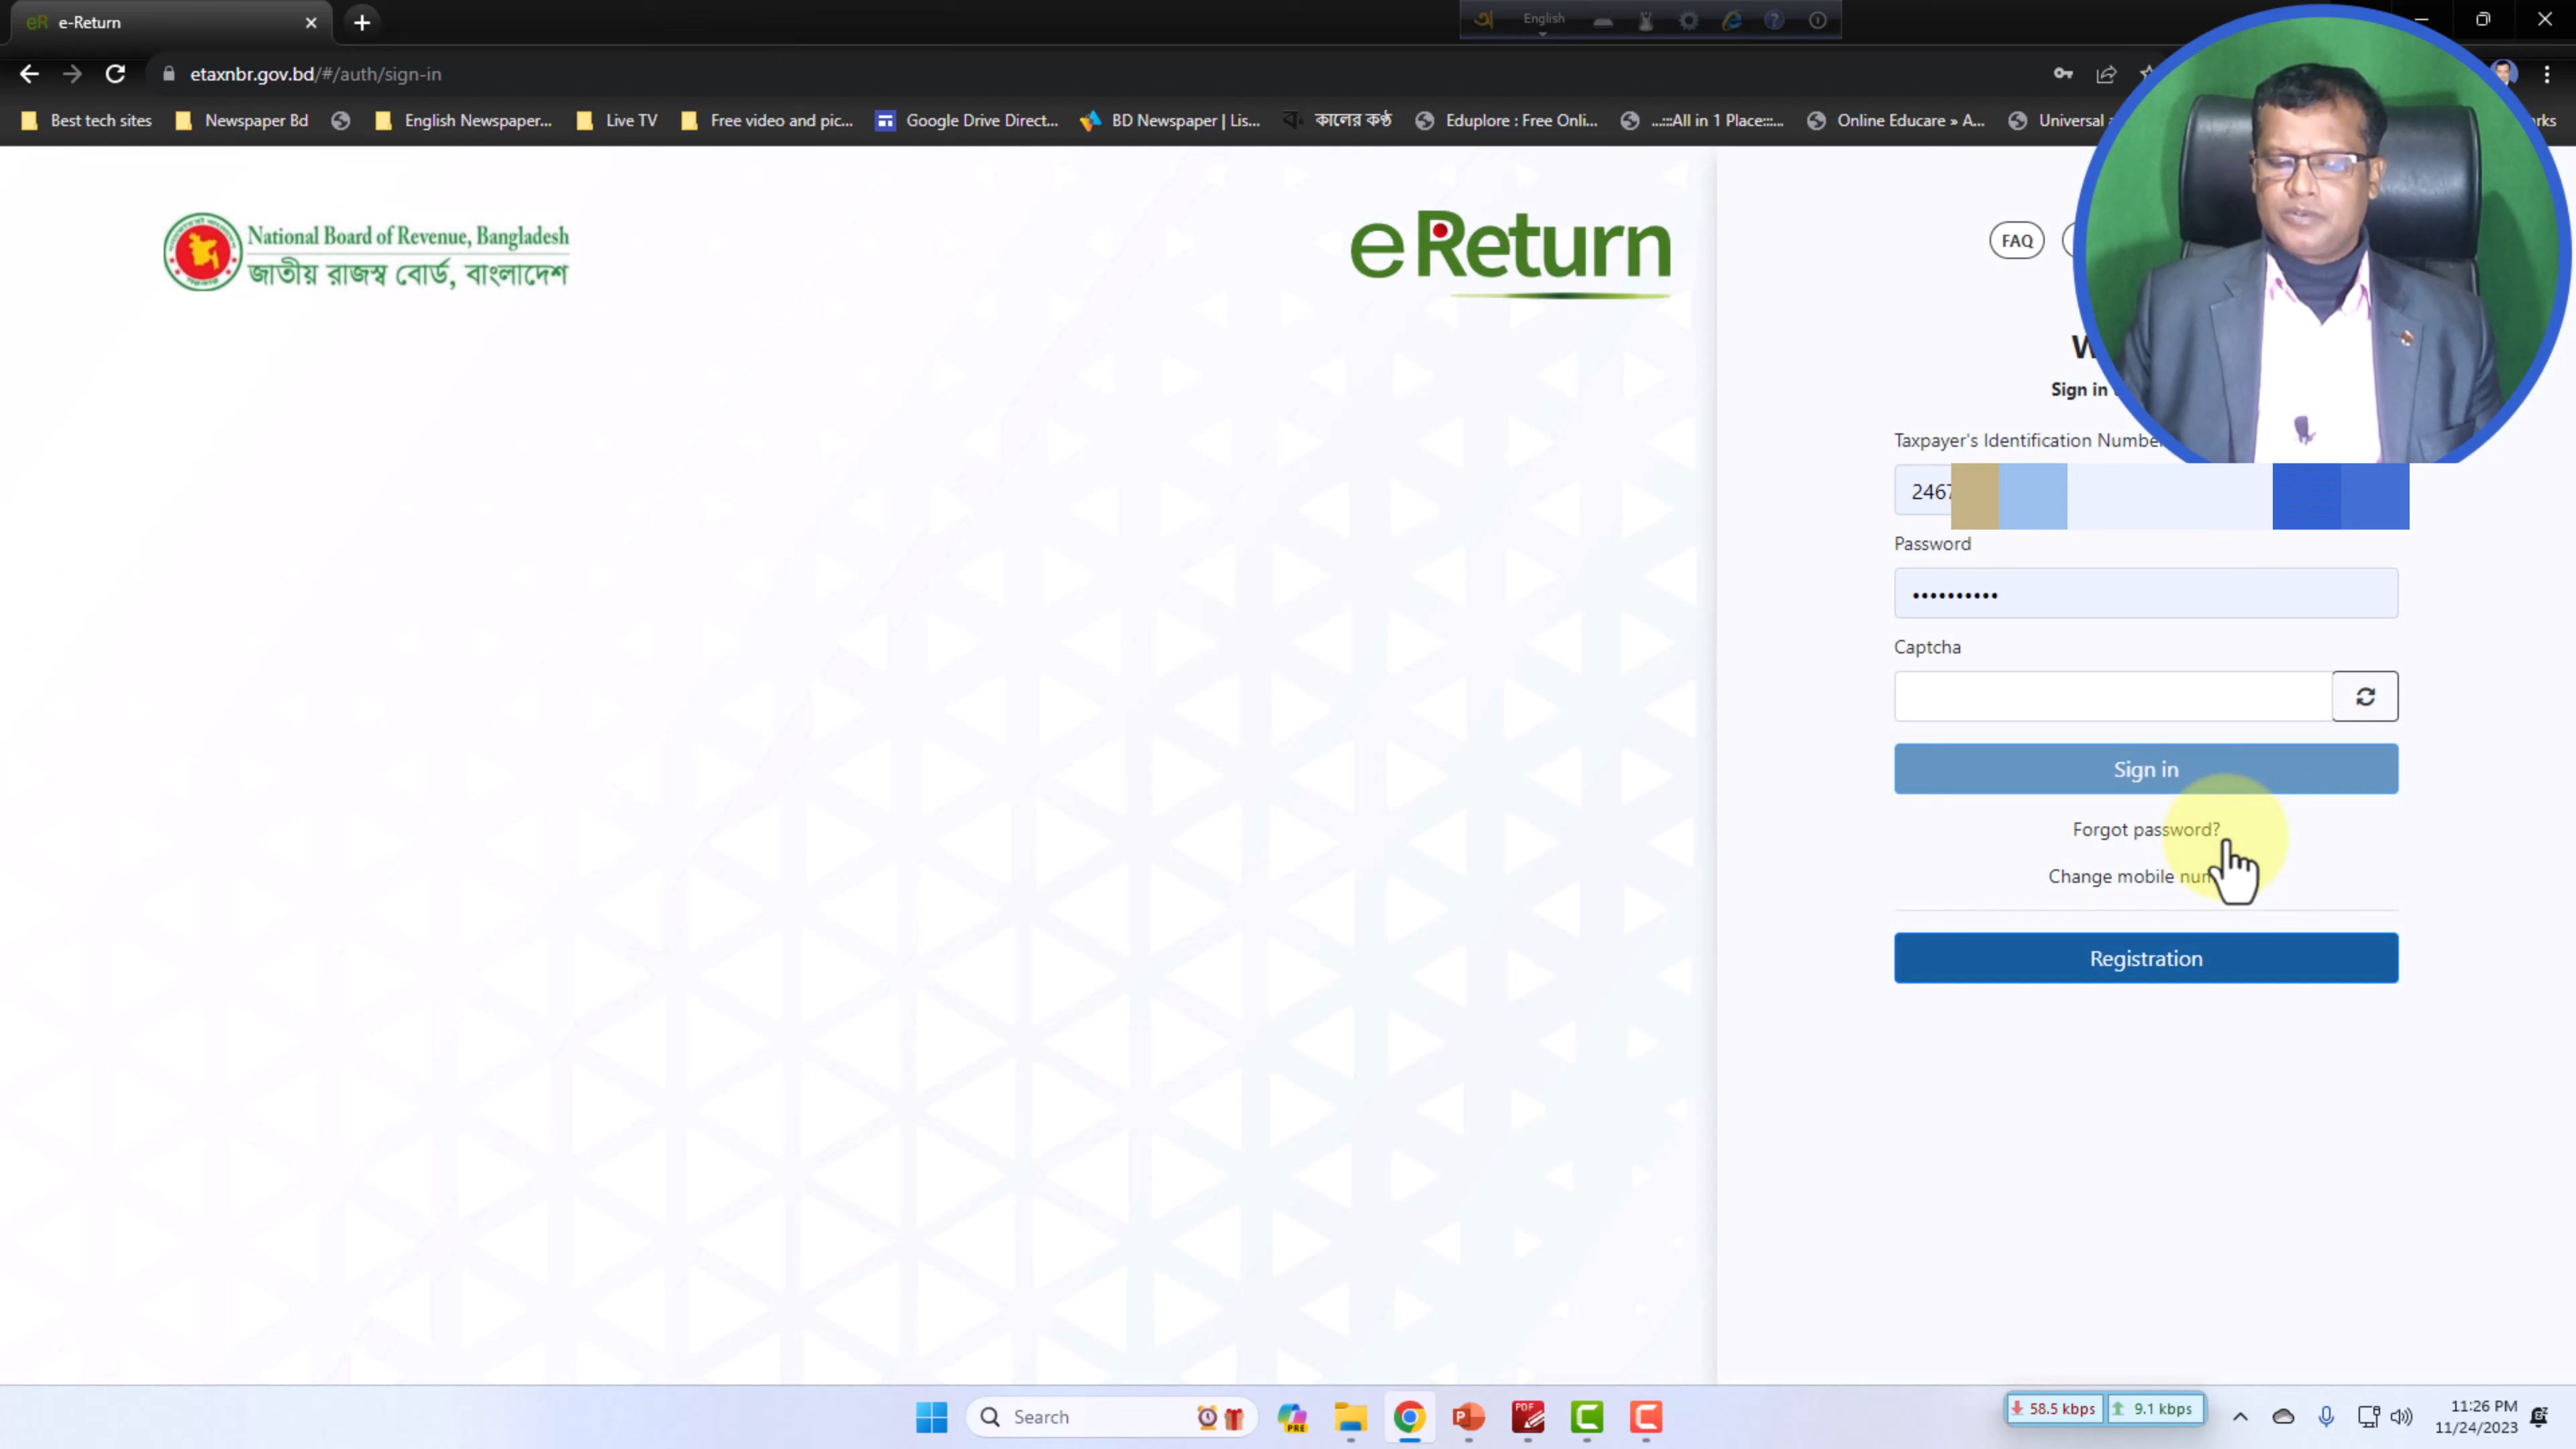 e-Return
English
etaxnbr.gov.bd/#/auth/sign-in
Best tech sites
Newspaper Bd
English Newspaper...
Live TV
Free video and pic...
Google Drive Direct...
BD Newspaper | Lis...
কালের কণ্ঠ
Eduplore : Free Onli...
...:::All in 1 Place:::...
Online Educare » A...
Universal
National Board of Revenue, Bangladesh
জাতীয় রাজস্ব বোর্ড, বাংলাদেশ
eReturn
FAQ
Sign in
Taxpayer's Identification Number
2467
Password
Captcha
Sign in
Forgot password?
Change mobile num
Registration
Search
PRE
PDF
58.5 kbps
9.1 kbps
11:26 PM
11/24/2023